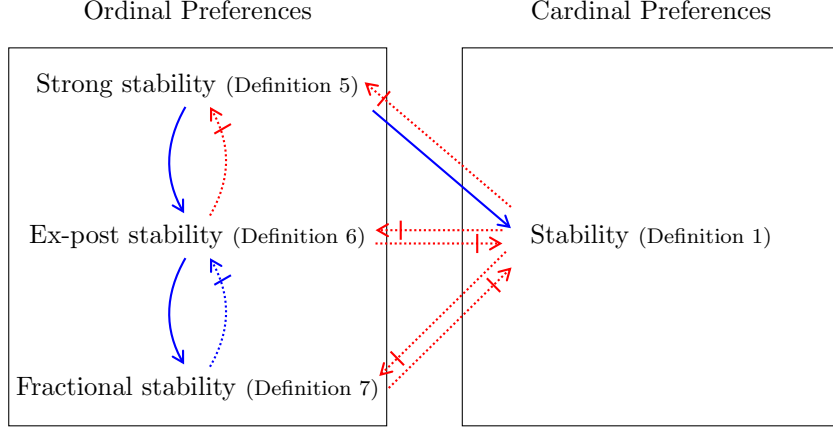 Ordinal Preferences
Cardinal Preferences
Strong stability (Definition 5)
Ex-post stability (Definition 6)
Stability (Definition 1)
Fractional stability (Definition 7)